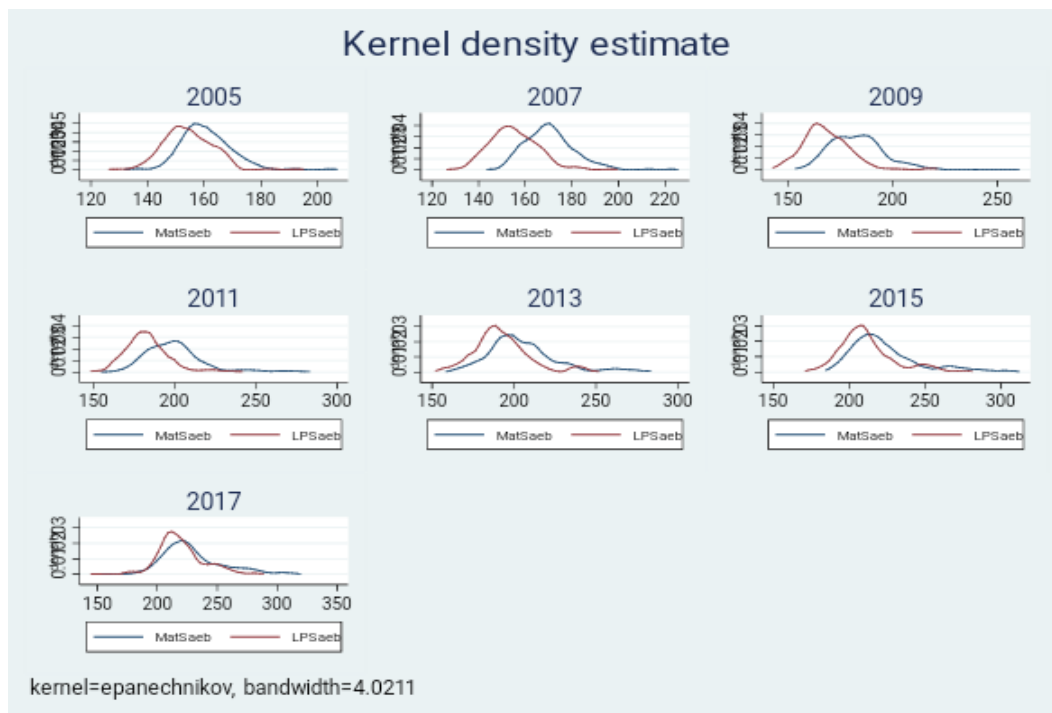 Kernel density estimate
2005 2007 2009
120 140 160 180 200
120 140 160 180 200 220
150 200 250
MatSaeb LPSaeb
MatSaeb LPSaeb
MatSaeb LPSaeb
2011 2013 2015
150 200 250 300
150 200 250 300
150 200 250 300
MatSaeb LPSaeb
MatSaeb LPSaeb
MatSaeb LPSaeb
2017
150 200 250 300 350
MatSaeb LPSaeb
kernel=epanechnikov, bandwidth=4.0211